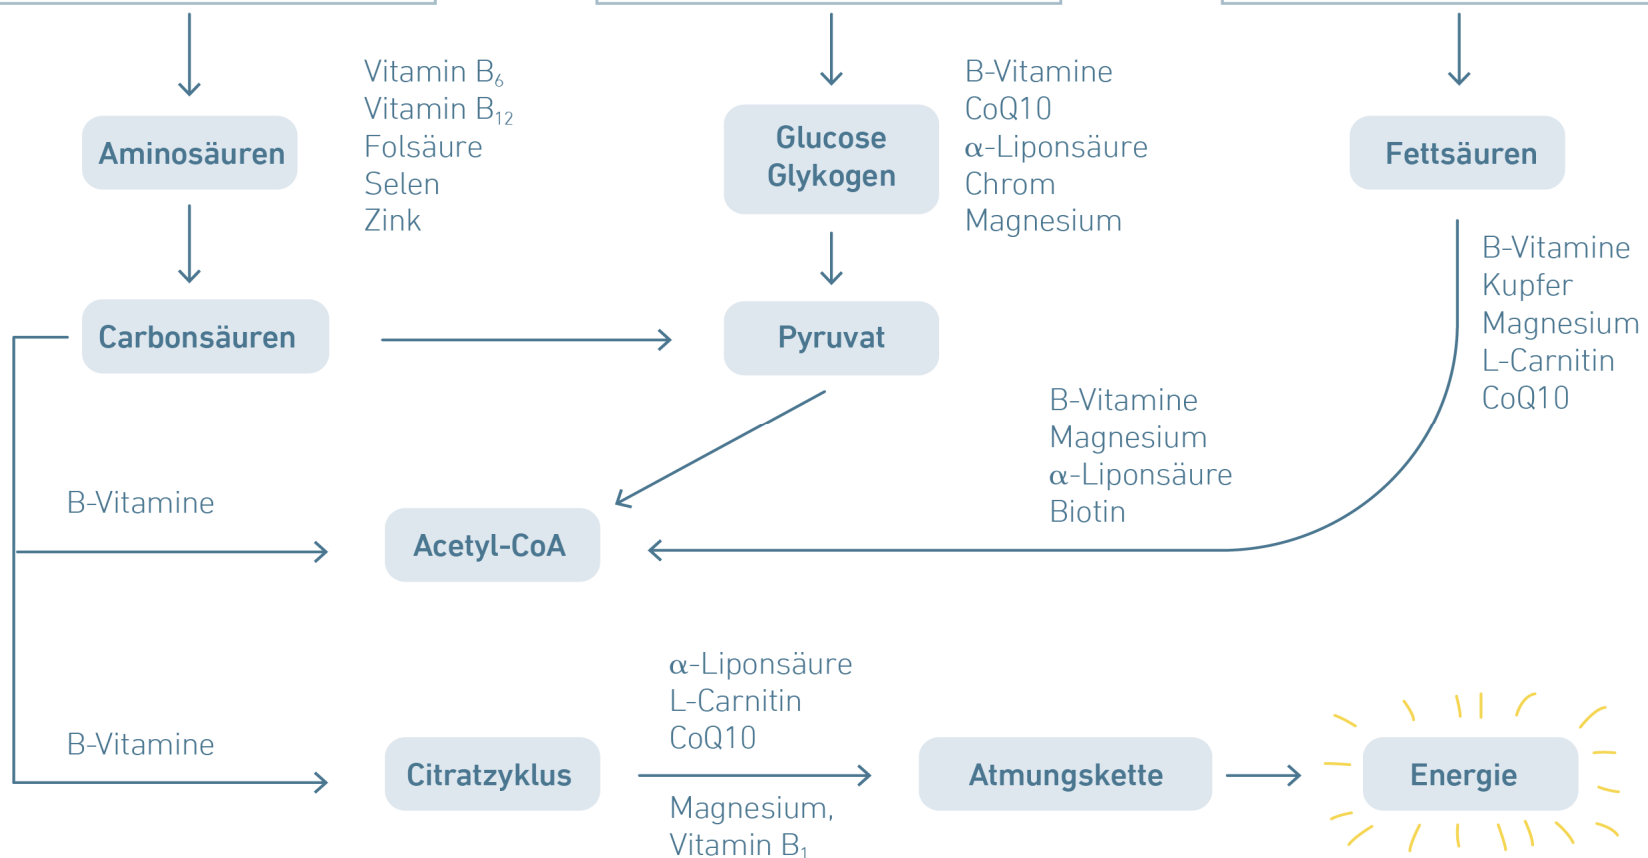 Aminosäuren
Vitamin B₆
Vitamin B₁₂
Folsäure
Selen
Zink
Glucose
Glykogen
B-Vitamine
CoQ10
α-Liponsäure
Chrom
Magnesium
Fettsäuren
B-Vitamine
Kupfer
Magnesium
L-Carnitin
CoQ10
Carbonsäuren
Pyruvat
B-Vitamine
Magnesium
α-Liponsäure
Biotin
B-Vitamine
Acetyl-CoA
B-Vitamine
Citratzyklus
α-Liponsäure
L-Carnitin
CoQ10
Magnesium,
Vitamin B₁
Atmungskette
Energie